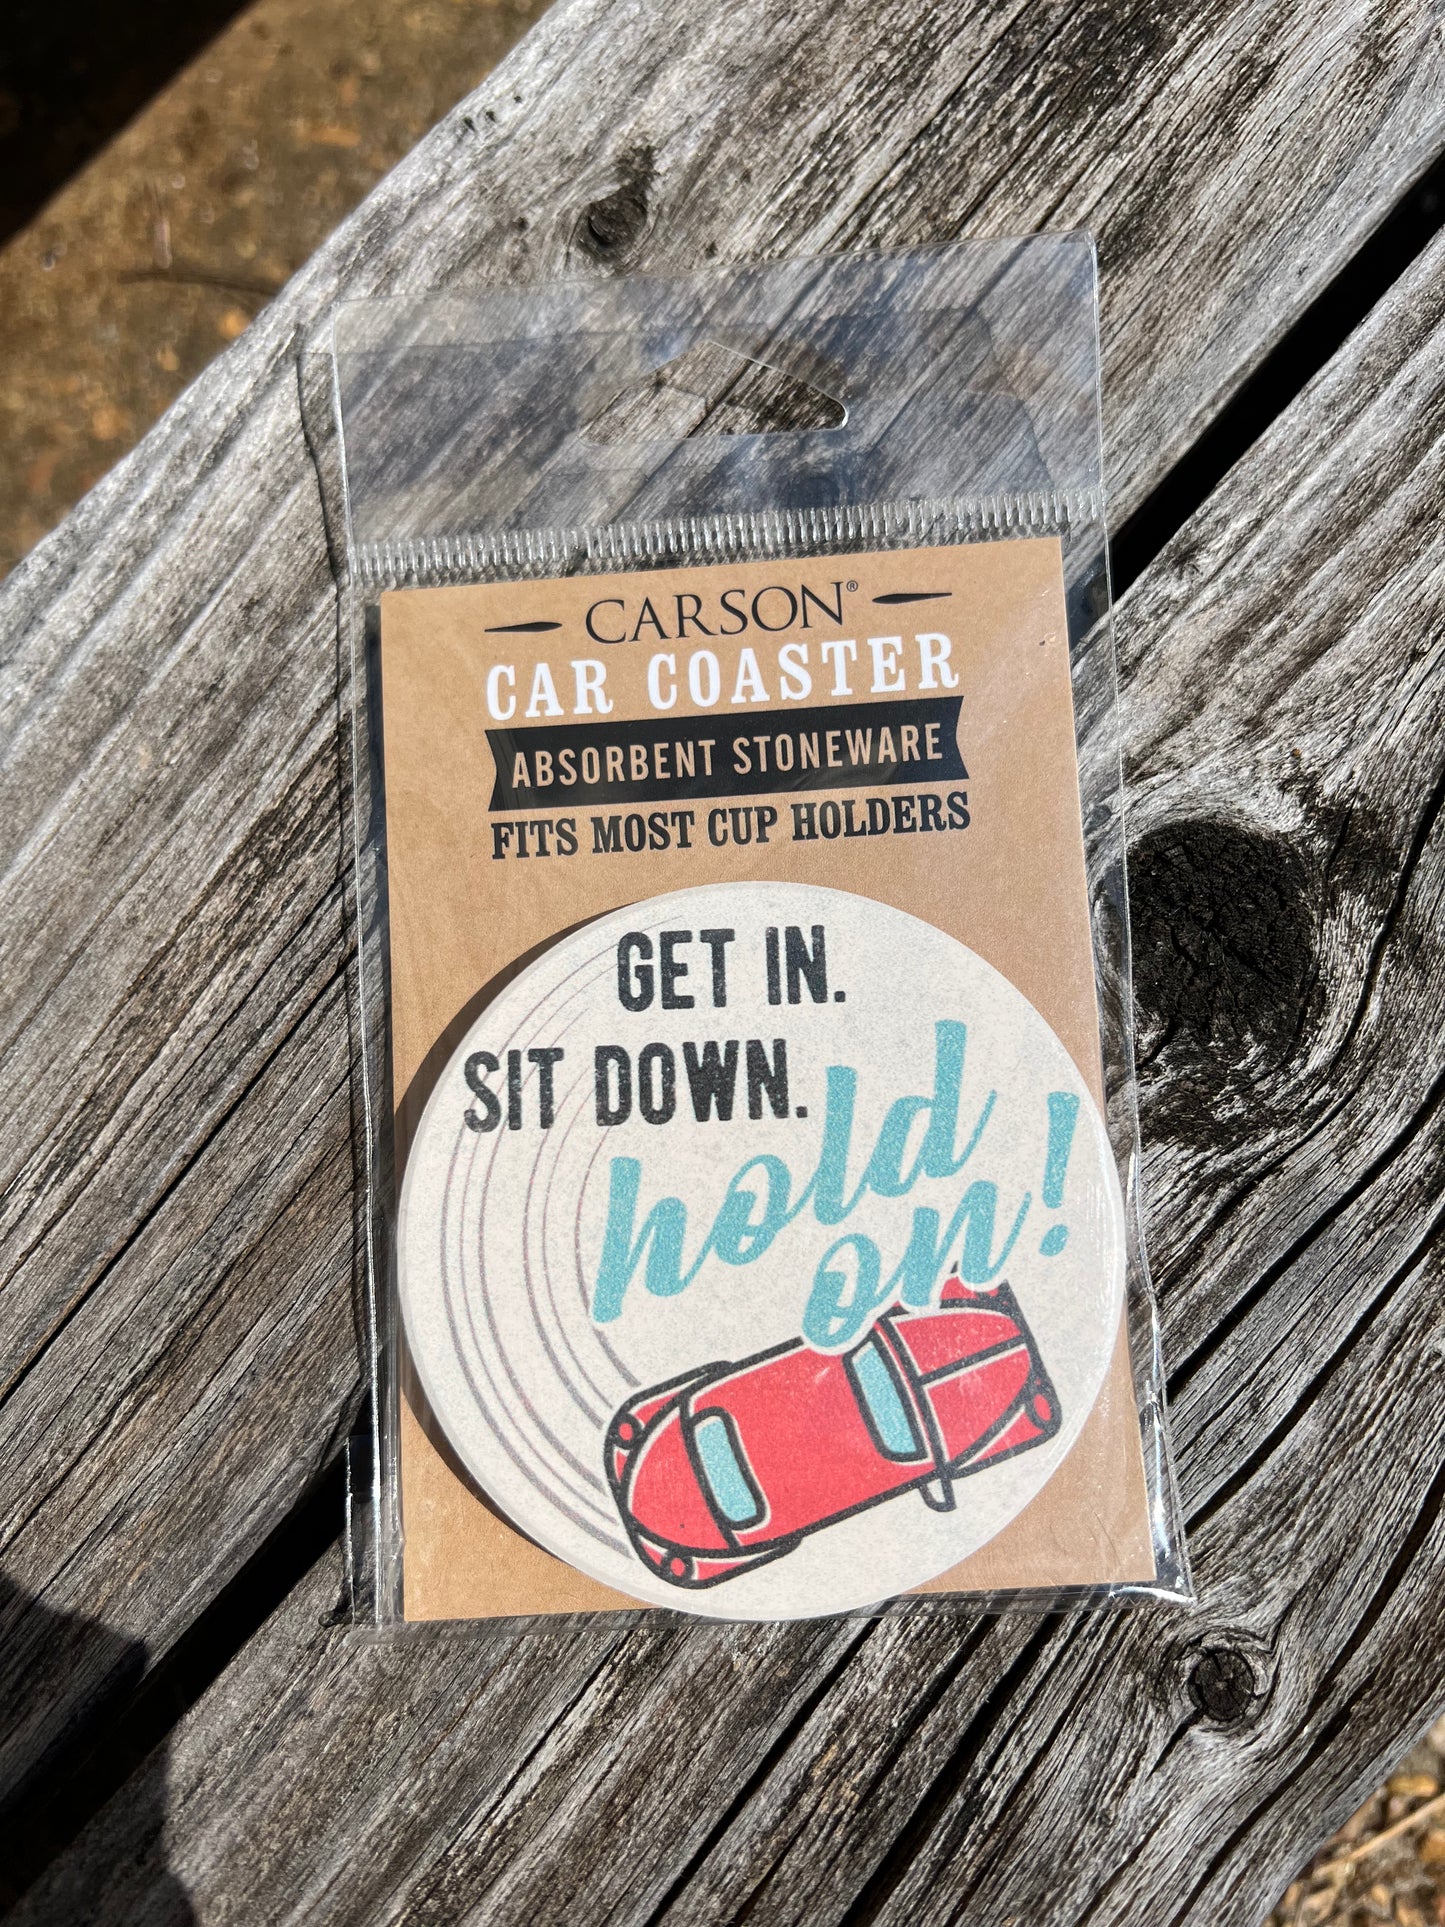 CARSON®
CAR COASTER
ABSORBENT STONEWARE
FITS MOST CUP HOLDERS
GET IN.
SIT DOWN.
hold
on!